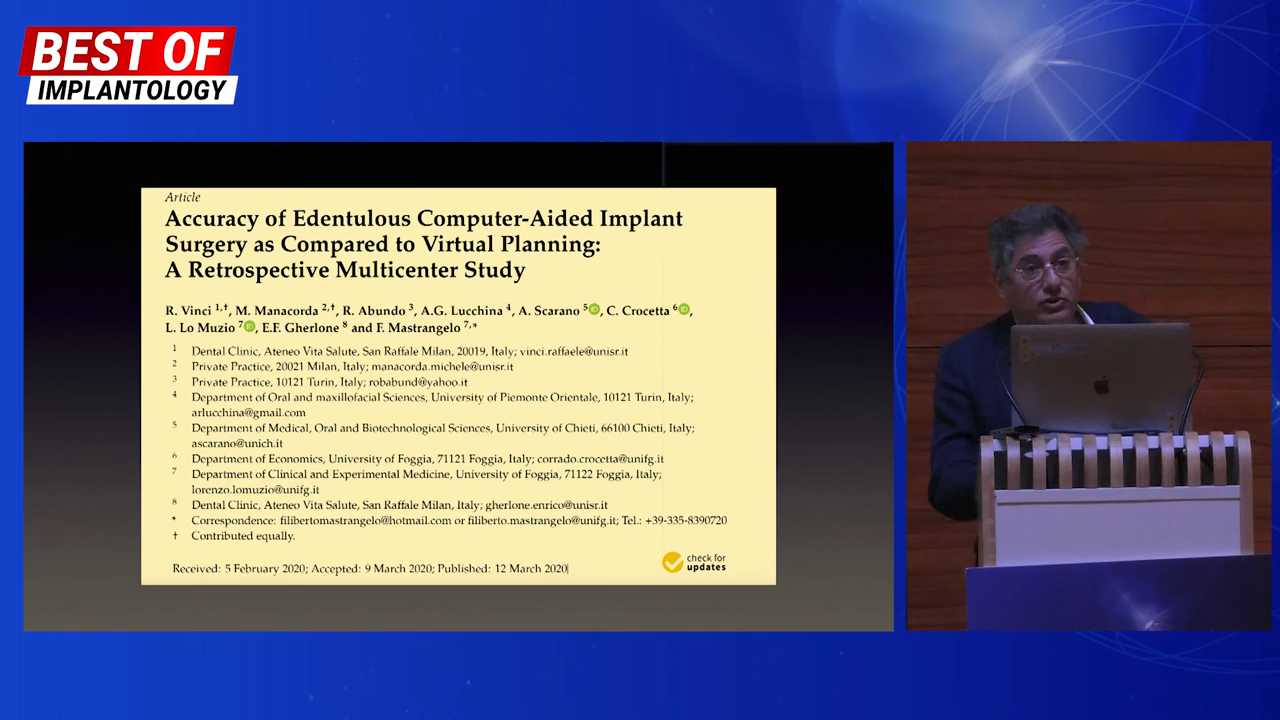 BEST OF
IMPLANTOLOGY
Article
Accuracy of Edentulous Computer-Aided Implant
Surgery as Compared to Virtual Planning:
A Retrospective Multicenter Study
R. Vinci 1,†, M. Manacorda 2,†, R. Abundo 3, A.G. Lucchina 4, A. Scarano 5 iD, C. Crocetta 6 iD,
L. Lo Muzio 7 iD, E.F. Gherlone 8 and F. Mastrangelo 7,*
1 Dental Clinic, Ateneo Vita Salute, San Raffale Milan, 20019, Italy; vinci.raffaele@unisr.it
2 Private Practice, 20021 Milan, Italy; manacorda.michele@unisr.it
3 Private Practice, 10121 Turin, Italy; robabund@yahoo.it
4 Department of Oral and maxillofacial Sciences, University of Piemonte Orientale, 10121 Turin, Italy;
arlucchina@gmail.com
5 Department of Medical, Oral and Biotechnological Sciences, University of Chieti, 66100 Chieti, Italy;
ascarano@unich.it
6 Department of Economics, University of Foggia, 71121 Foggia, Italy; corrado.crocetta@unifg.it
7 Department of Clinical and Experimental Medicine, University of Foggia, 71122 Foggia, Italy;
lorenzo.lomuzio@unifg.it
8 Dental Clinic, Ateneo Vita Salute, San Raffale Milan, Italy; gherlone.enrico@unisr.it
* Correspondence: filibertomastrangelo@hotmail.com or filiberto.mastrangelo@unifg.it; Tel.: +39-335-8390720
† Contributed equally.
check for
updates
Received: 5 February 2020; Accepted: 9 March 2020; Published: 12 March 2020